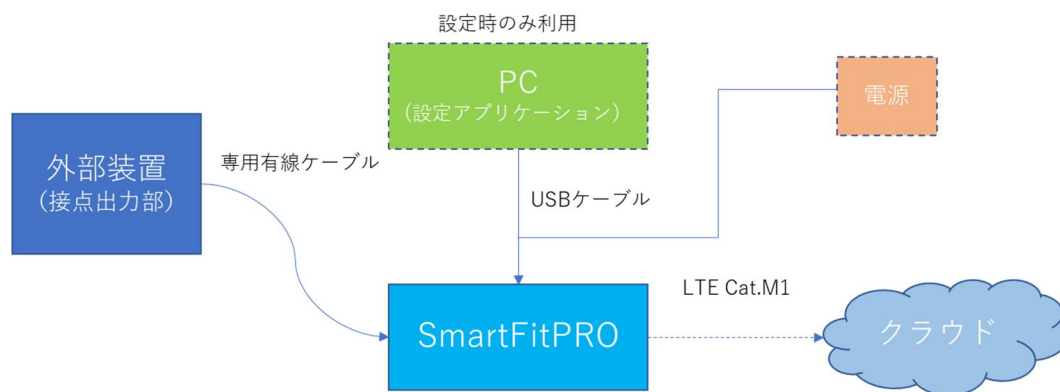 設定時のみ利用
PC
(設定アプリケーション)
電源
外部装置
(接点出力部)
専用有線ケーブル
USBケーブル
LTE Cat.M1
SmartFitPRO
クラウド